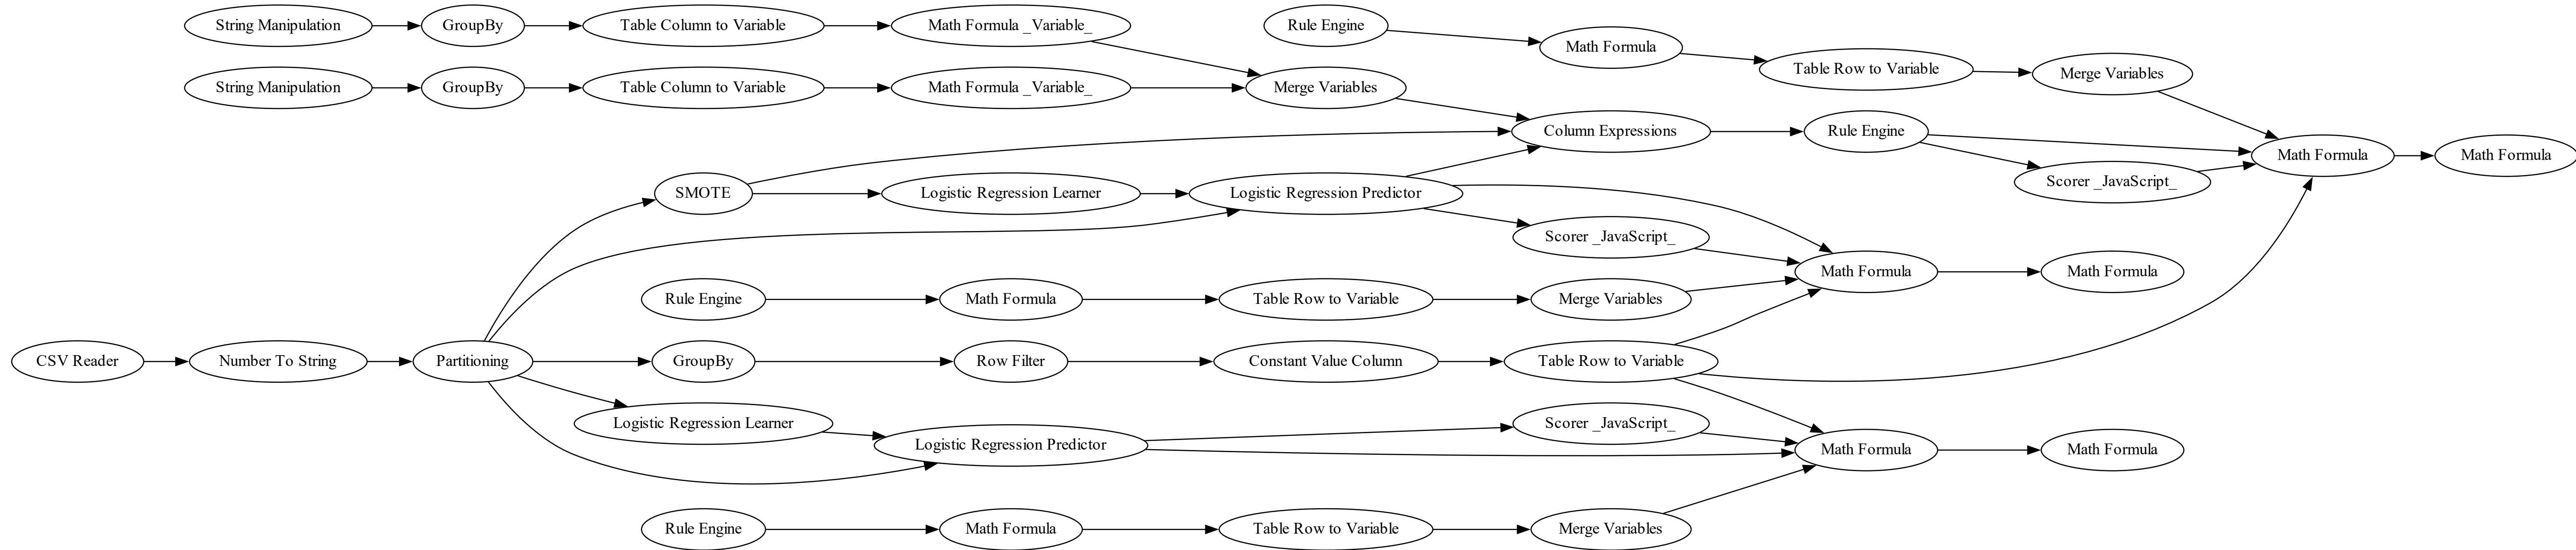 String Manipulation
GroupBy
Table Column to Variable
Math Formula _Variable_
Rule Engine
Math Formula
Table Row to Variable
Merge Variables
String Manipulation
GroupBy
Table Column to Variable
Math Formula _Variable_
Merge Variables
Column Expressions
Rule Engine
Math Formula
Math Formula
Scorer _JavaScript_
SMOTE
Logistic Regression Learner
Logistic Regression Predictor
Scorer _JavaScript_
Math Formula
Math Formula
Rule Engine
Math Formula
Table Row to Variable
Merge Variables
CSV Reader
Number To String
Partitioning
GroupBy
Row Filter
Constant Value Column
Table Row to Variable
Logistic Regression Learner
Logistic Regression Predictor
Scorer _JavaScript_
Math Formula
Math Formula
Rule Engine
Math Formula
Table Row to Variable
Merge Variables